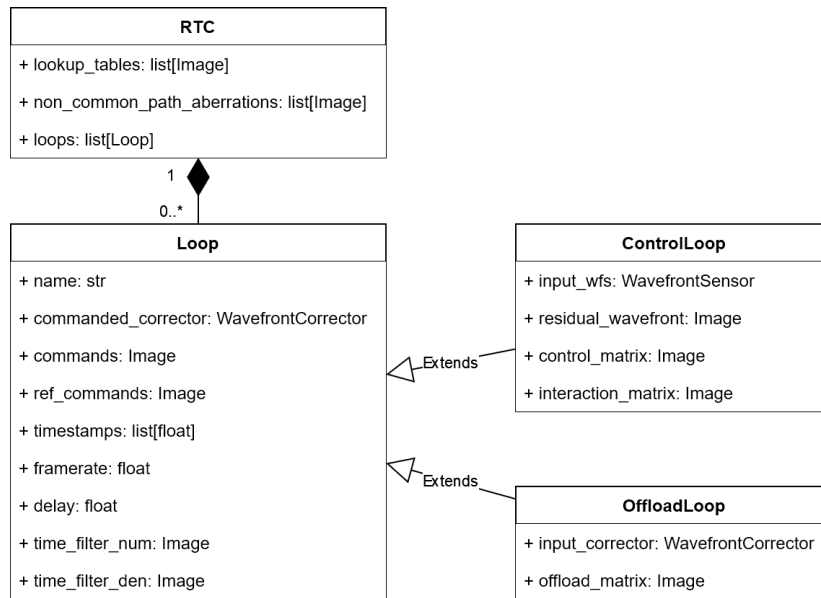 RTC
+ lookup_tables: list[Image]
+ non_common_path_aberrations: list[Image]
+ loops: list[Loop]
1
0..*
Loop
+ name: str
+ commanded_corrector: WavefrontCorrector
+ commands: Image
+ ref_commands: Image
+ timestamps: list[float]
+ framerate: float
+ delay: float
+ time_filter_num: Image
+ time_filter_den: Image
Extends
ControlLoop
+ input_wfs: WavefrontSensor
+ residual_wavefront: Image
+ control_matrix: Image
+ interaction_matrix: Image
Extends
OffloadLoop
+ input_corrector: WavefrontCorrector
+ offload_matrix: Image